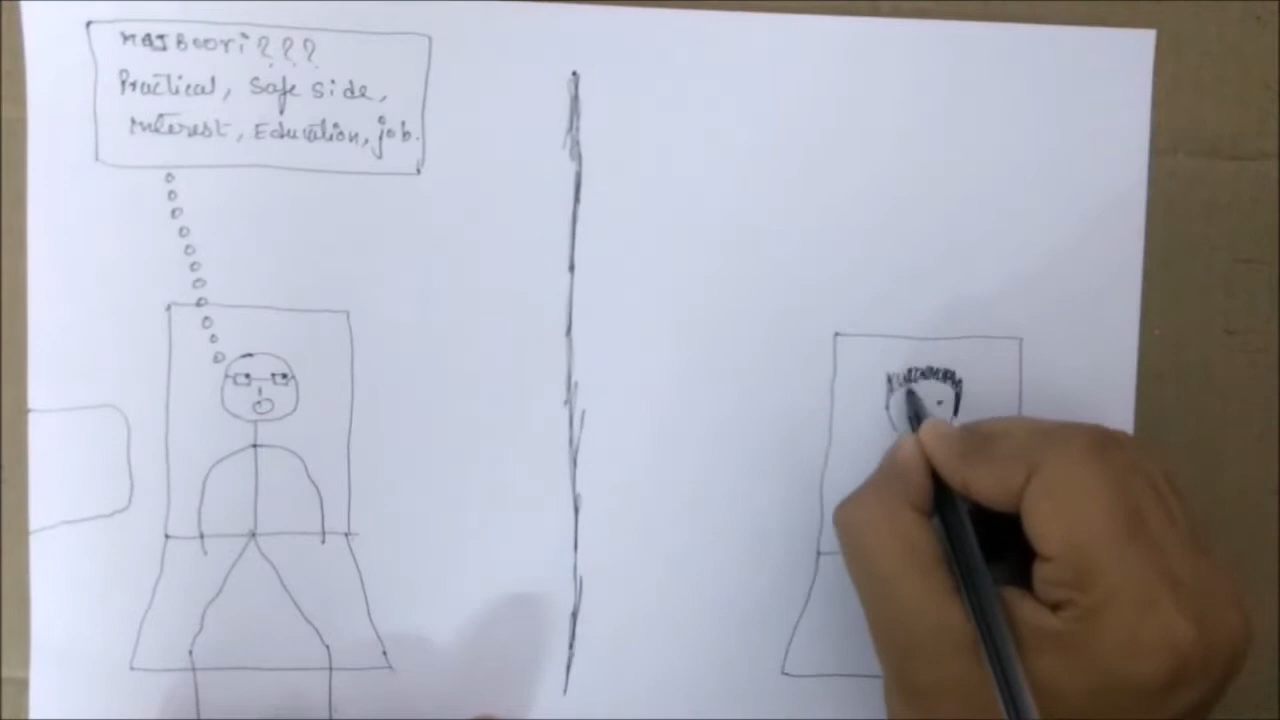 MAJBOORi???
Practical, Safe side,
Interest, Education, job.